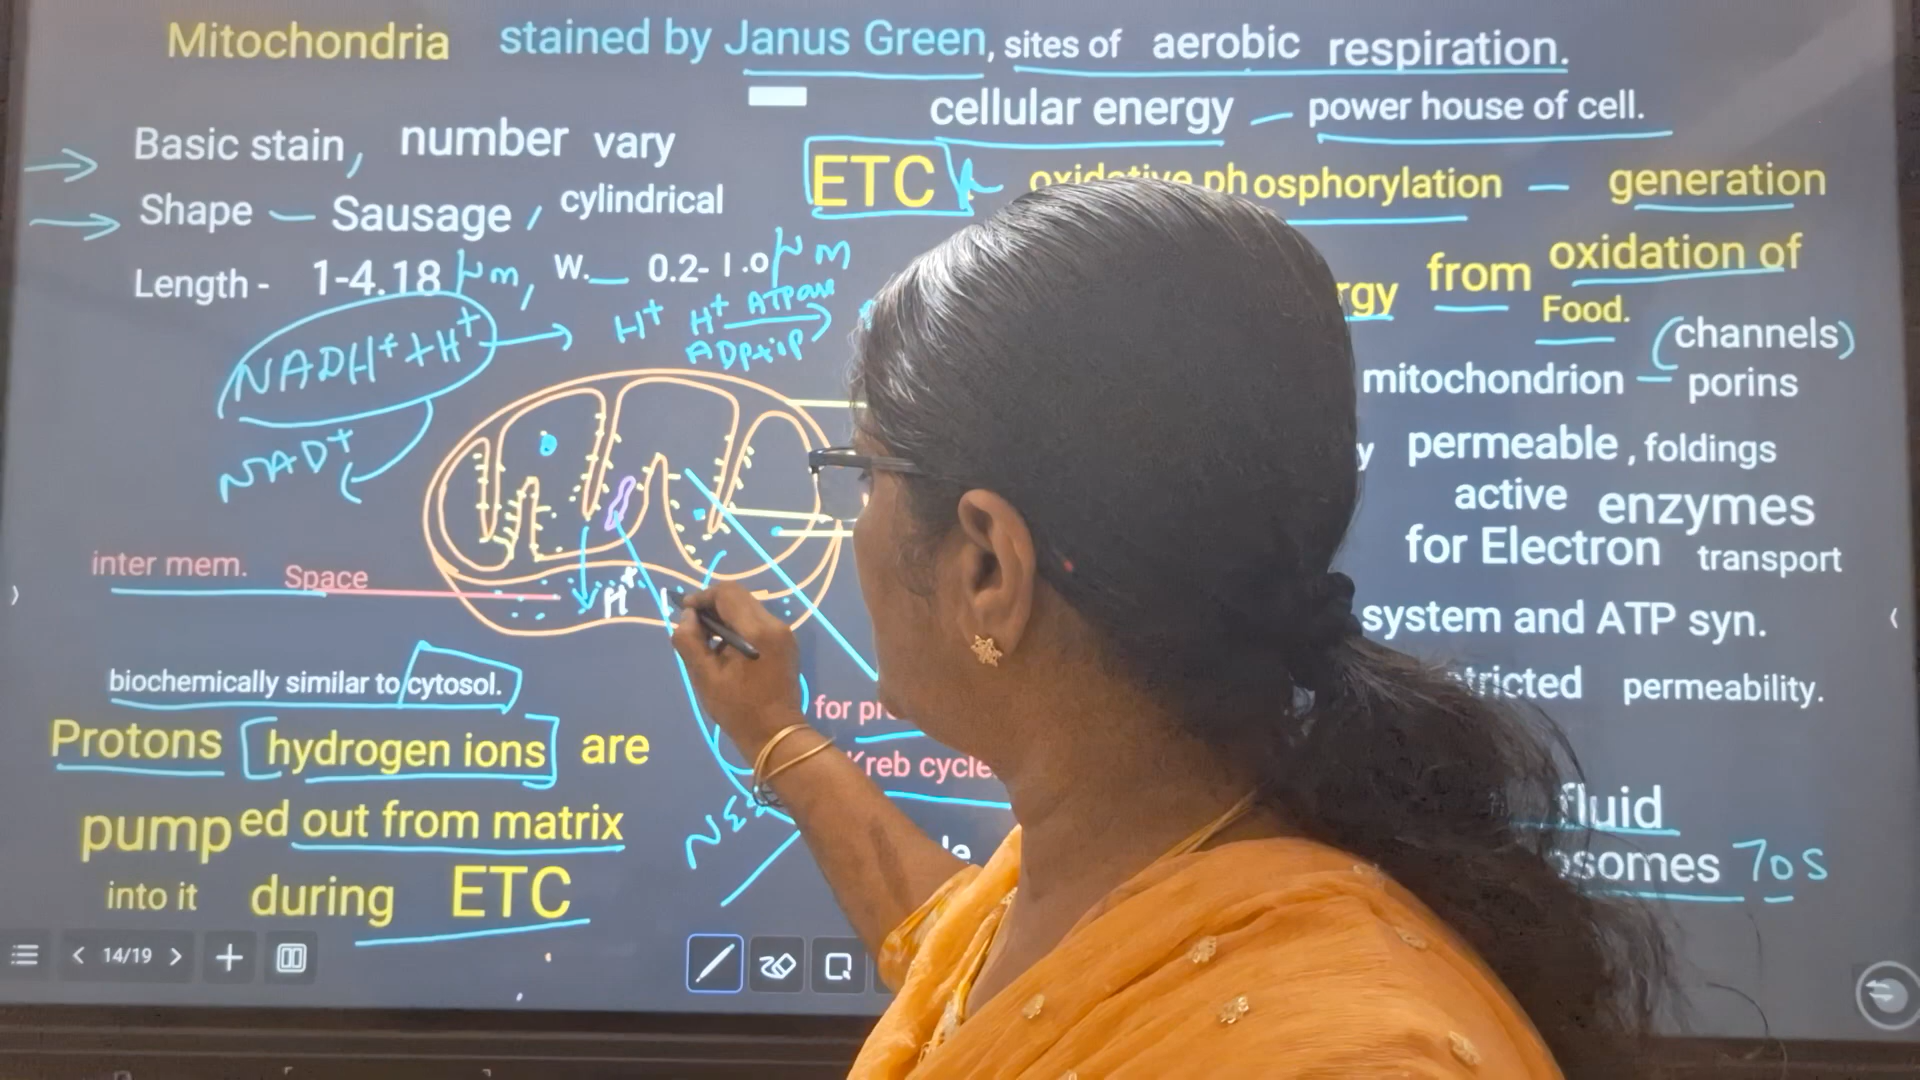 Mitochondria stained by Janus Green, sites of aerobic respiration.
cellular energy – power house of cell.
Basic stain, number vary
ETC oxidative phosphorylation – generation
Shape – Sausage, cylindrical
from oxidation of
Food.
Length - 1-4.18 μm, W. – 0.2-1.0 μm
H+ H+ ATPase
ADP+iP
NADH+ + H+
NAD+
(channels)
mitochondrion – porins
permeable, foldings
active enzymes
for Electron transport
system and ATP syn.
permeability.
inter mem. Space
H+
biochemically similar to cytosol.
for
Protons [hydrogen ions] are
Kreb cycle
pumped out from matrix
fluid
70S
into it during ETC
14/19